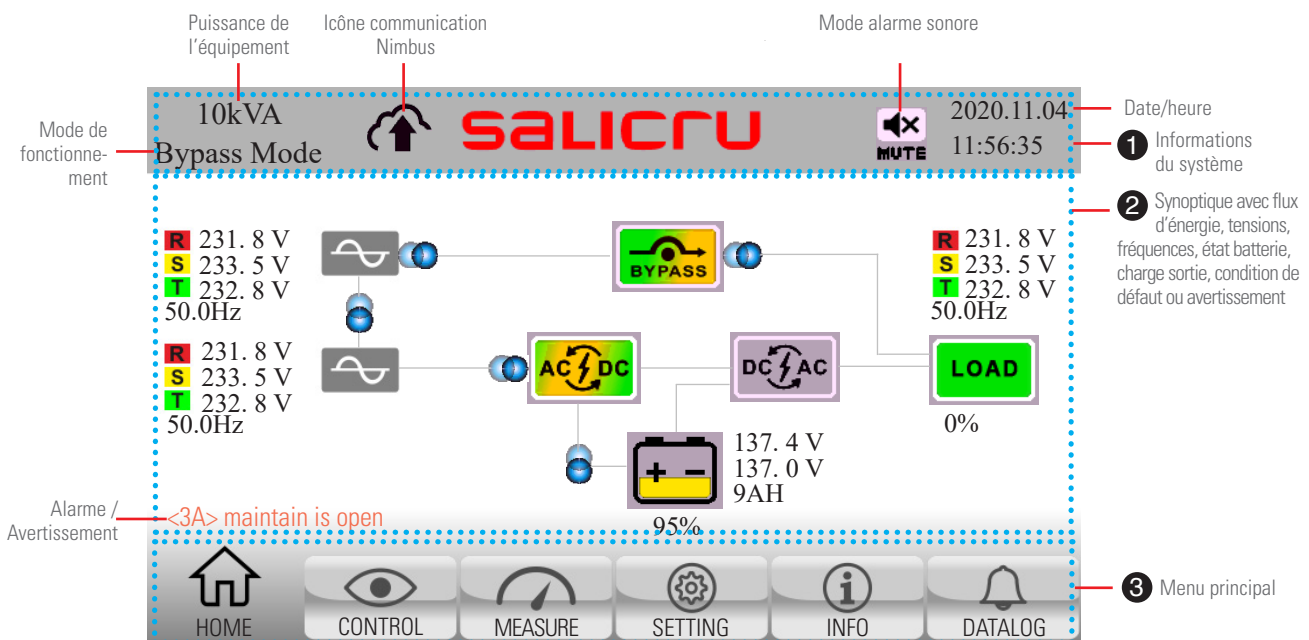 Puissance de
l'équipement
Icône communication
Nimbus
Mode alarme sonore
Mode de
fonctionne-
ment
10kVA
Bypass Mode
salicru
MUTE
2020.11.04
11:56:35
Date/heure
1 Informations
du système
2 Synoptique avec flux
d'énergie, tensions,
fréquences, état batterie,
charge sortie, condition de
défaut ou avertissement
R 231. 8 V
S 233. 5 V
T 232. 8 V
50.0Hz
BYPASS
R 231. 8 V
S 233. 5 V
T 232. 8 V
50.0Hz
R 231. 8 V
S 233. 5 V
T 232. 8 V
50.0Hz
AC DC
DC AC
LOAD
0%
+ -
137. 4 V
137. 0 V
9AH
95%
Alarme /
Avertissement
<3A> maintain is open
HOME
CONTROL
MEASURE
SETTING
INFO
DATALOG
3 Menu principal